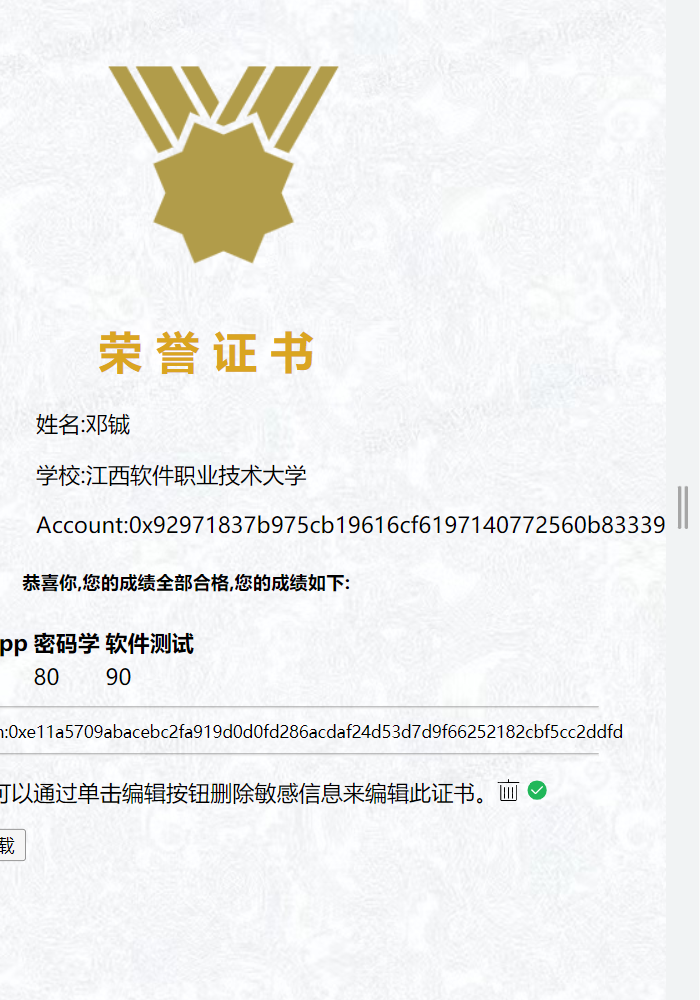 荣誉证书
姓名:邓铖
学校:江西软件职业技术大学
Account:0x92971837b975cb19616cf6197140772560b83339
恭喜你,您的成绩全部合格,您的成绩如下:
pp 密码学 软件测试
80 90
n:0xe11a5709abacebc2fa919d0d0fd286acdaf24d53d7d9f66252182cbf5cc2ddfd
可以通过单击编辑按钮删除敏感信息来编辑此证书。
载